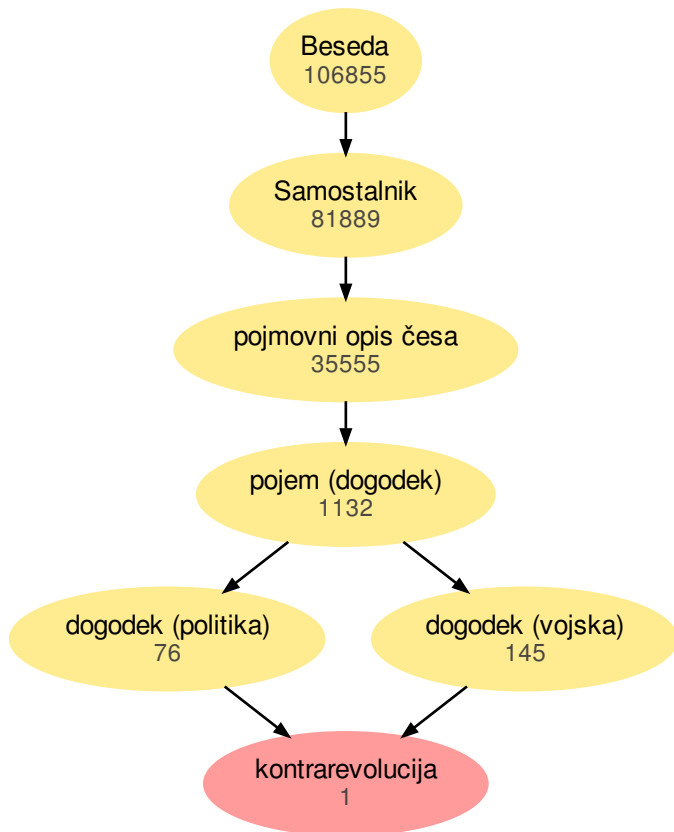 Beseda
106855
Samostalnik
81889
pojmovni opis česa
35555
pojem (dogodek)
1132
dogodek (politika)
76
dogodek (vojska)
145
kontrarevolucija
1